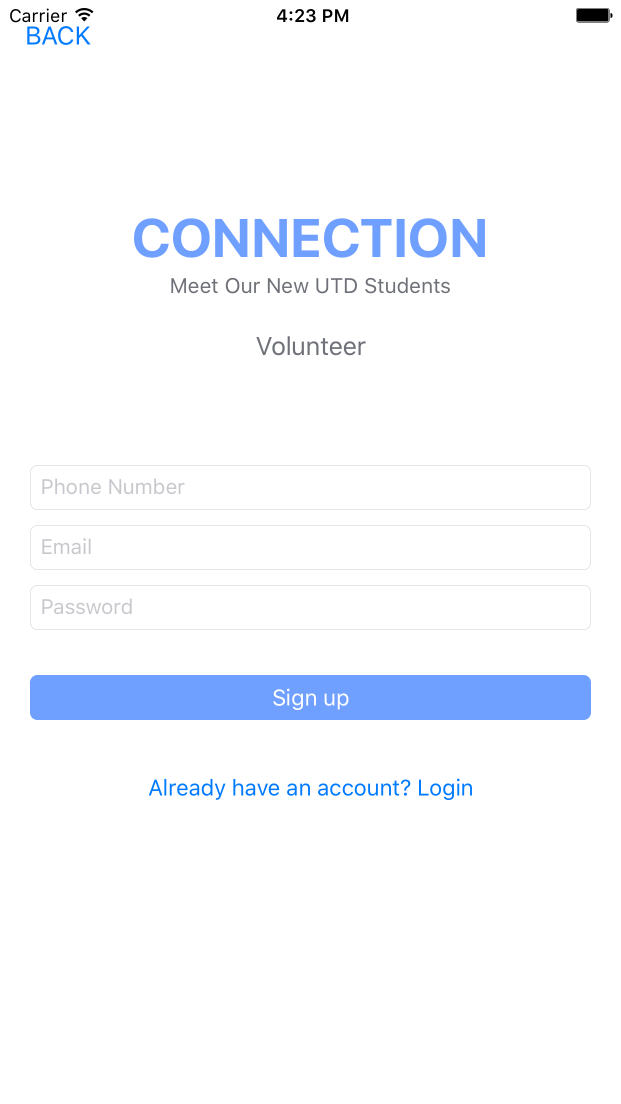 Carrier 4:23 PM
BACK
CONNECTION
Meet Our New UTD Students
Volunteer
Phone Number
Email
Password
Sign up
Already have an account? Login